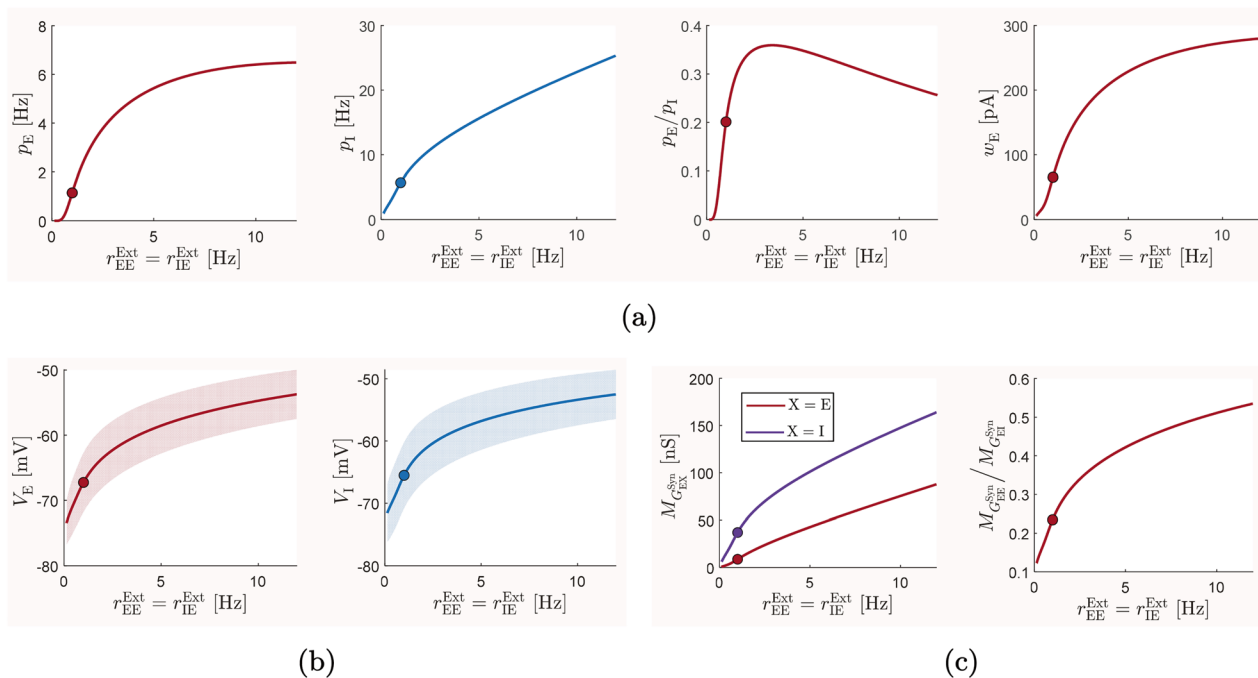 8
6
4
2
0
p_E [Hz]
0 5 10
r_EE^Ext = r_IE^Ext [Hz]
30
20
10
0
p_I [Hz]
0 5 10
r_EE^Ext = r_IE^Ext [Hz]
0.4
0.3
0.2
0.1
0
p_E/p_I
0 5 10
r_EE^Ext = r_IE^Ext [Hz]
300
200
100
0
w_E [pA]
0 5 10
r_EE^Ext = r_IE^Ext [Hz]
(a)
-50
-60
-70
-80
V_E [mV]
0 5 10
r_EE^Ext = r_IE^Ext [Hz]
-50
-60
-70
-80
V_I [mV]
0 5 10
r_EE^Ext = r_IE^Ext [Hz]
(b)
200
150
100
50
0
M_{G_EX^Syn} [nS]
X = E
X = I
0 5 10
r_EE^Ext = r_IE^Ext [Hz]
0.6
0.5
0.4
0.3
0.2
0.1
M_{G_EE^Syn}/M_{G_EI^Syn}
0 5 10
r_EE^Ext = r_IE^Ext [Hz]
(c)